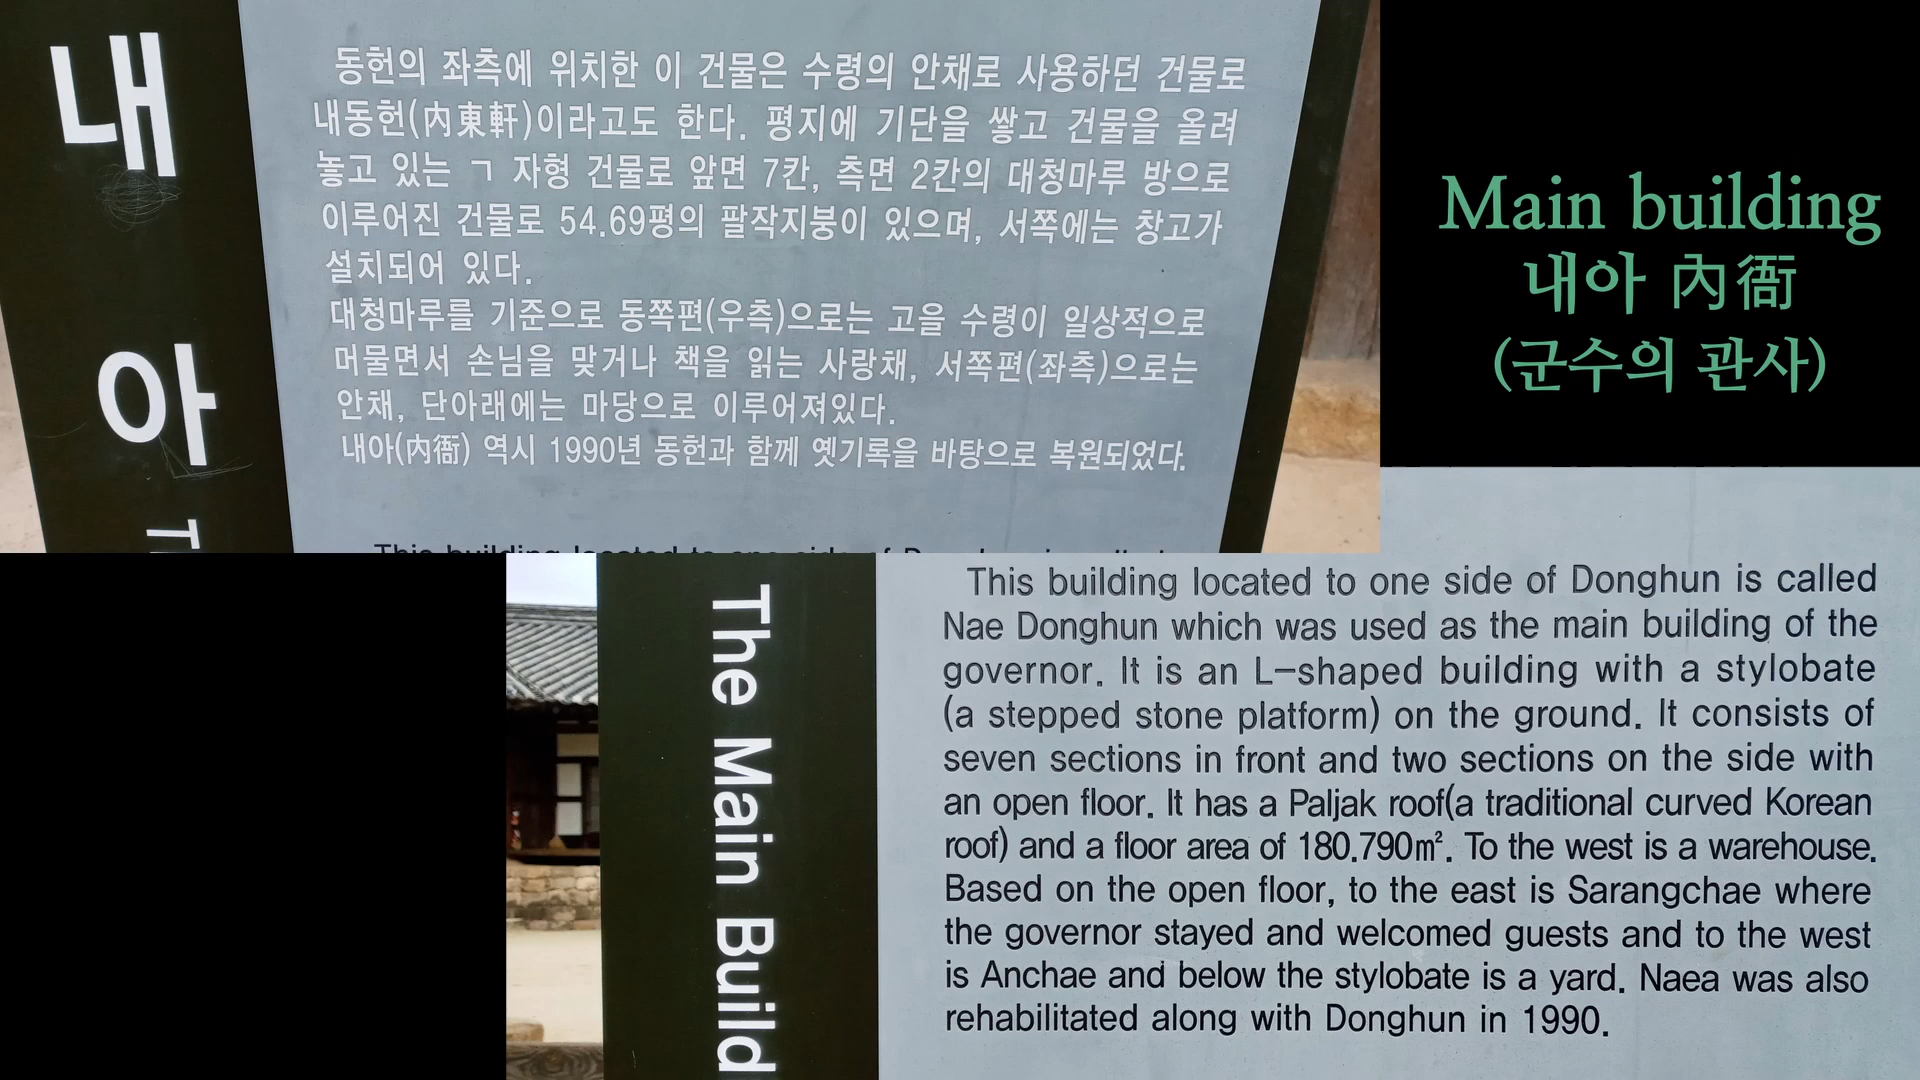 내아
동헌의 좌측에 위치한 이 건물은 수령의 안채로 사용하던 건물로
내동헌(內東軒)이라고도 한다. 평지에 기단을 쌓고 건물을 올려
놓고 있는 ㄱ 자형 건물로 앞면 7칸, 측면 2칸의 대청마루 방으로
이루어진 건물로 54.69평의 팔작지붕이 있으며, 서쪽에는 창고가
설치되어 있다.
대청마루를 기준으로 동쪽편(우측)으로는 고을 수령이 일상적으로
머물면서 손님을 맞거나 책을 읽는 사랑채, 서쪽편(좌측)으로는
안채, 단아래에는 마당으로 이루어져있다.
내아(內衙) 역시 1990년 동헌과 함께 옛기록을 바탕으로 복원되었다.
This building located to one side of
Main building
내아 內衙
(군수의 관사)
The Main Build
This building located to one side of Donghun is called
Nae Donghun which was used as the main building of the
governor. It is an L-shaped building with a stylobate
(a stepped stone platform) on the ground. It consists of
seven sections in front and two sections on the side with
an open floor. It has a Paljak roof(a traditional curved Korean
roof) and a floor area of 180.790㎡. To the west is a warehouse.
Based on the open floor, to the east is Sarangchae where
the governor stayed and welcomed guests and to the west
is Anchae and below the stylobate is a yard. Naea was also
rehabilitated along with Donghun in 1990.